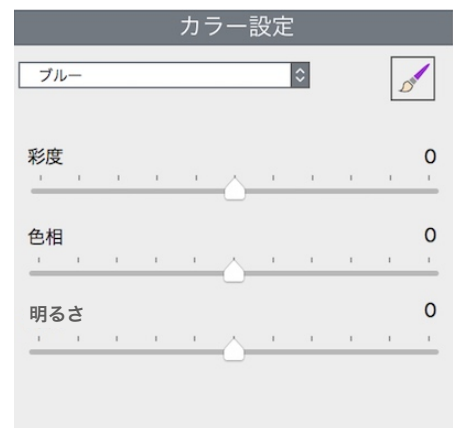 カラー設定
ブルー
彩度 0
色相 0
明るさ 0